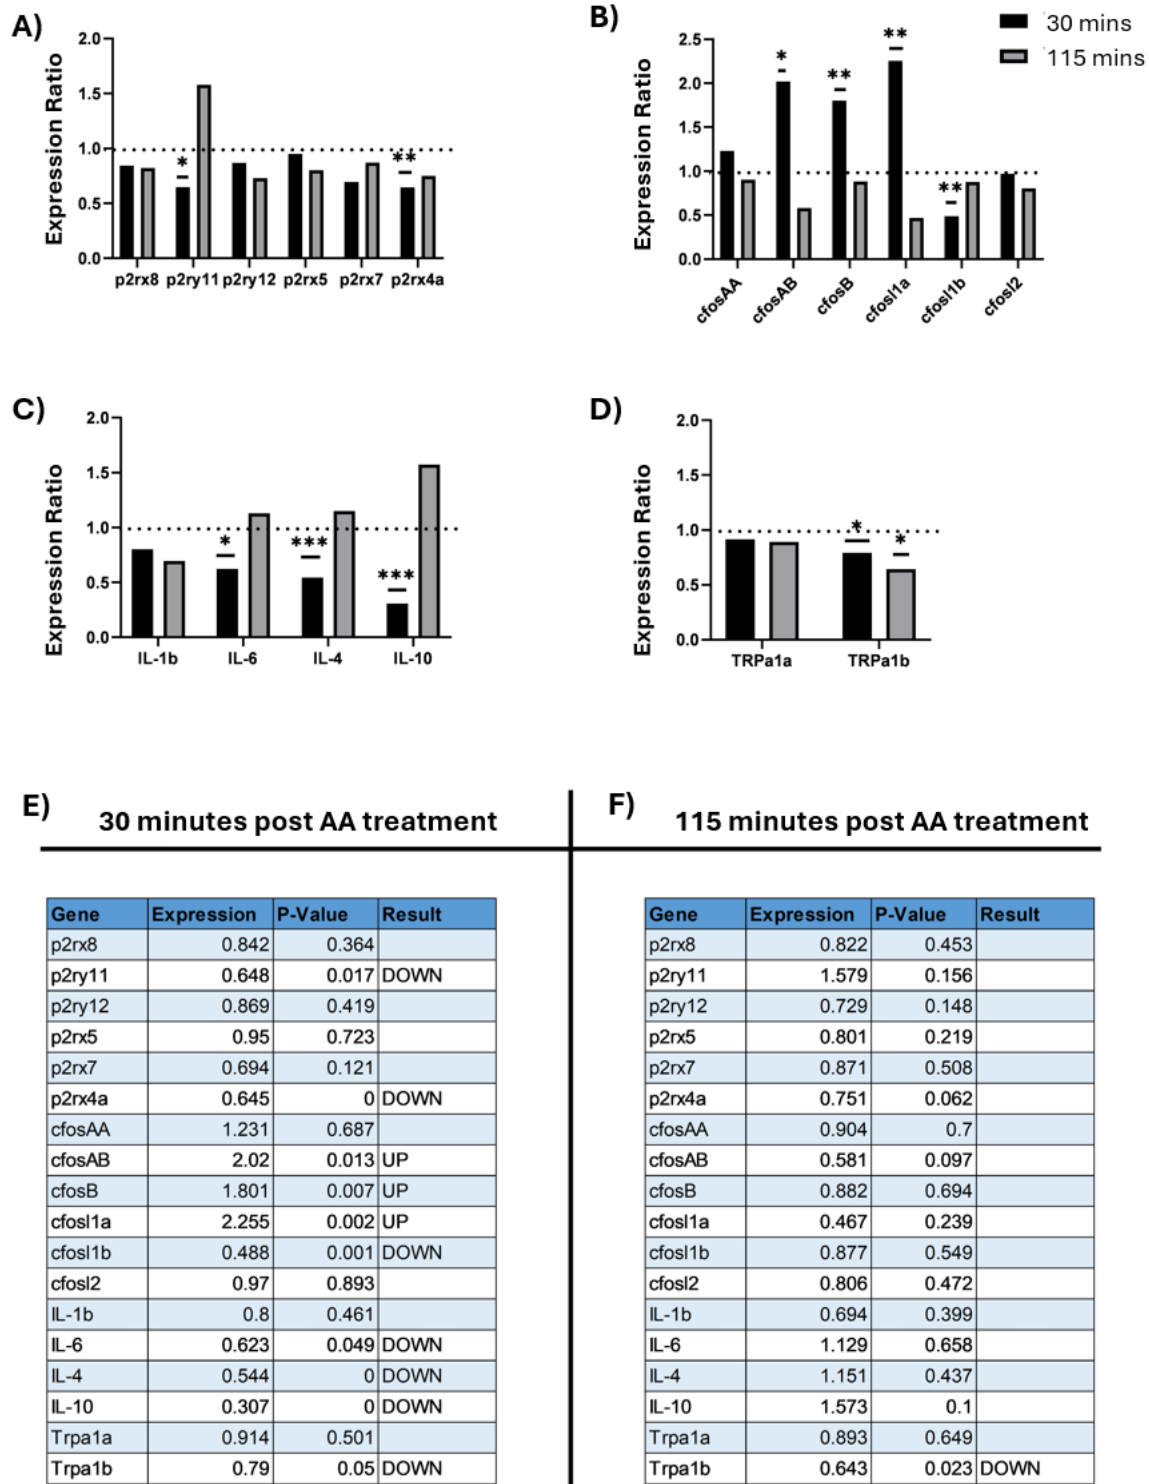 A)
2.0
1.5
1.0
0.5
0.0
Expression Ratio
*
**
p2rx8 p2ry11 p2ry12 p2rx5 p2rx7 p2rx4a
B)
30 mins
115 mins
2.5
2.0
1.5
1.0
0.5
0.0
Expression Ratio
*
**
**
**
cfosAA cfosAB cfosB cfosl1a cfosl1b cfosl2
C)
2.0
1.5
1.0
0.5
0.0
Expression Ratio
*
***
***
IL-1b IL-6 IL-4 IL-10
D)
2.0
1.5
1.0
0.5
0.0
Expression Ratio
*
*
TRPa1a TRPa1b
E)
30 minutes post AA treatment
Gene Expression P-Value Result
p2rx8 0.842 0.364
p2ry11 0.648 0.017 DOWN
p2ry12 0.869 0.419
p2rx5 0.95 0.723
p2rx7 0.694 0.121
p2rx4a 0.645 0 DOWN
cfosAA 1.231 0.687
cfosAB 2.02 0.013 UP
cfosB 1.801 0.007 UP
cfosl1a 2.255 0.002 UP
cfosl1b 0.488 0.001 DOWN
cfosl2 0.97 0.893
IL-1b 0.8 0.461
IL-6 0.623 0.049 DOWN
IL-4 0.544 0 DOWN
IL-10 0.307 0 DOWN
Trpa1a 0.914 0.501
Trpa1b 0.79 0.05 DOWN
F)
115 minutes post AA treatment
Gene Expression P-Value Result
p2rx8 0.822 0.453
p2ry11 1.579 0.156
p2ry12 0.729 0.148
p2rx5 0.801 0.219
p2rx7 0.871 0.508
p2rx4a 0.751 0.062
cfosAA 0.904 0.7
cfosAB 0.581 0.097
cfosB 0.882 0.694
cfosl1a 0.467 0.239
cfosl1b 0.877 0.549
cfosl2 0.806 0.472
IL-1b 0.694 0.399
IL-6 1.129 0.658
IL-4 1.151 0.437
IL-10 1.573 0.1
Trpa1a 0.893 0.649
Trpa1b 0.643 0.023 DOWN